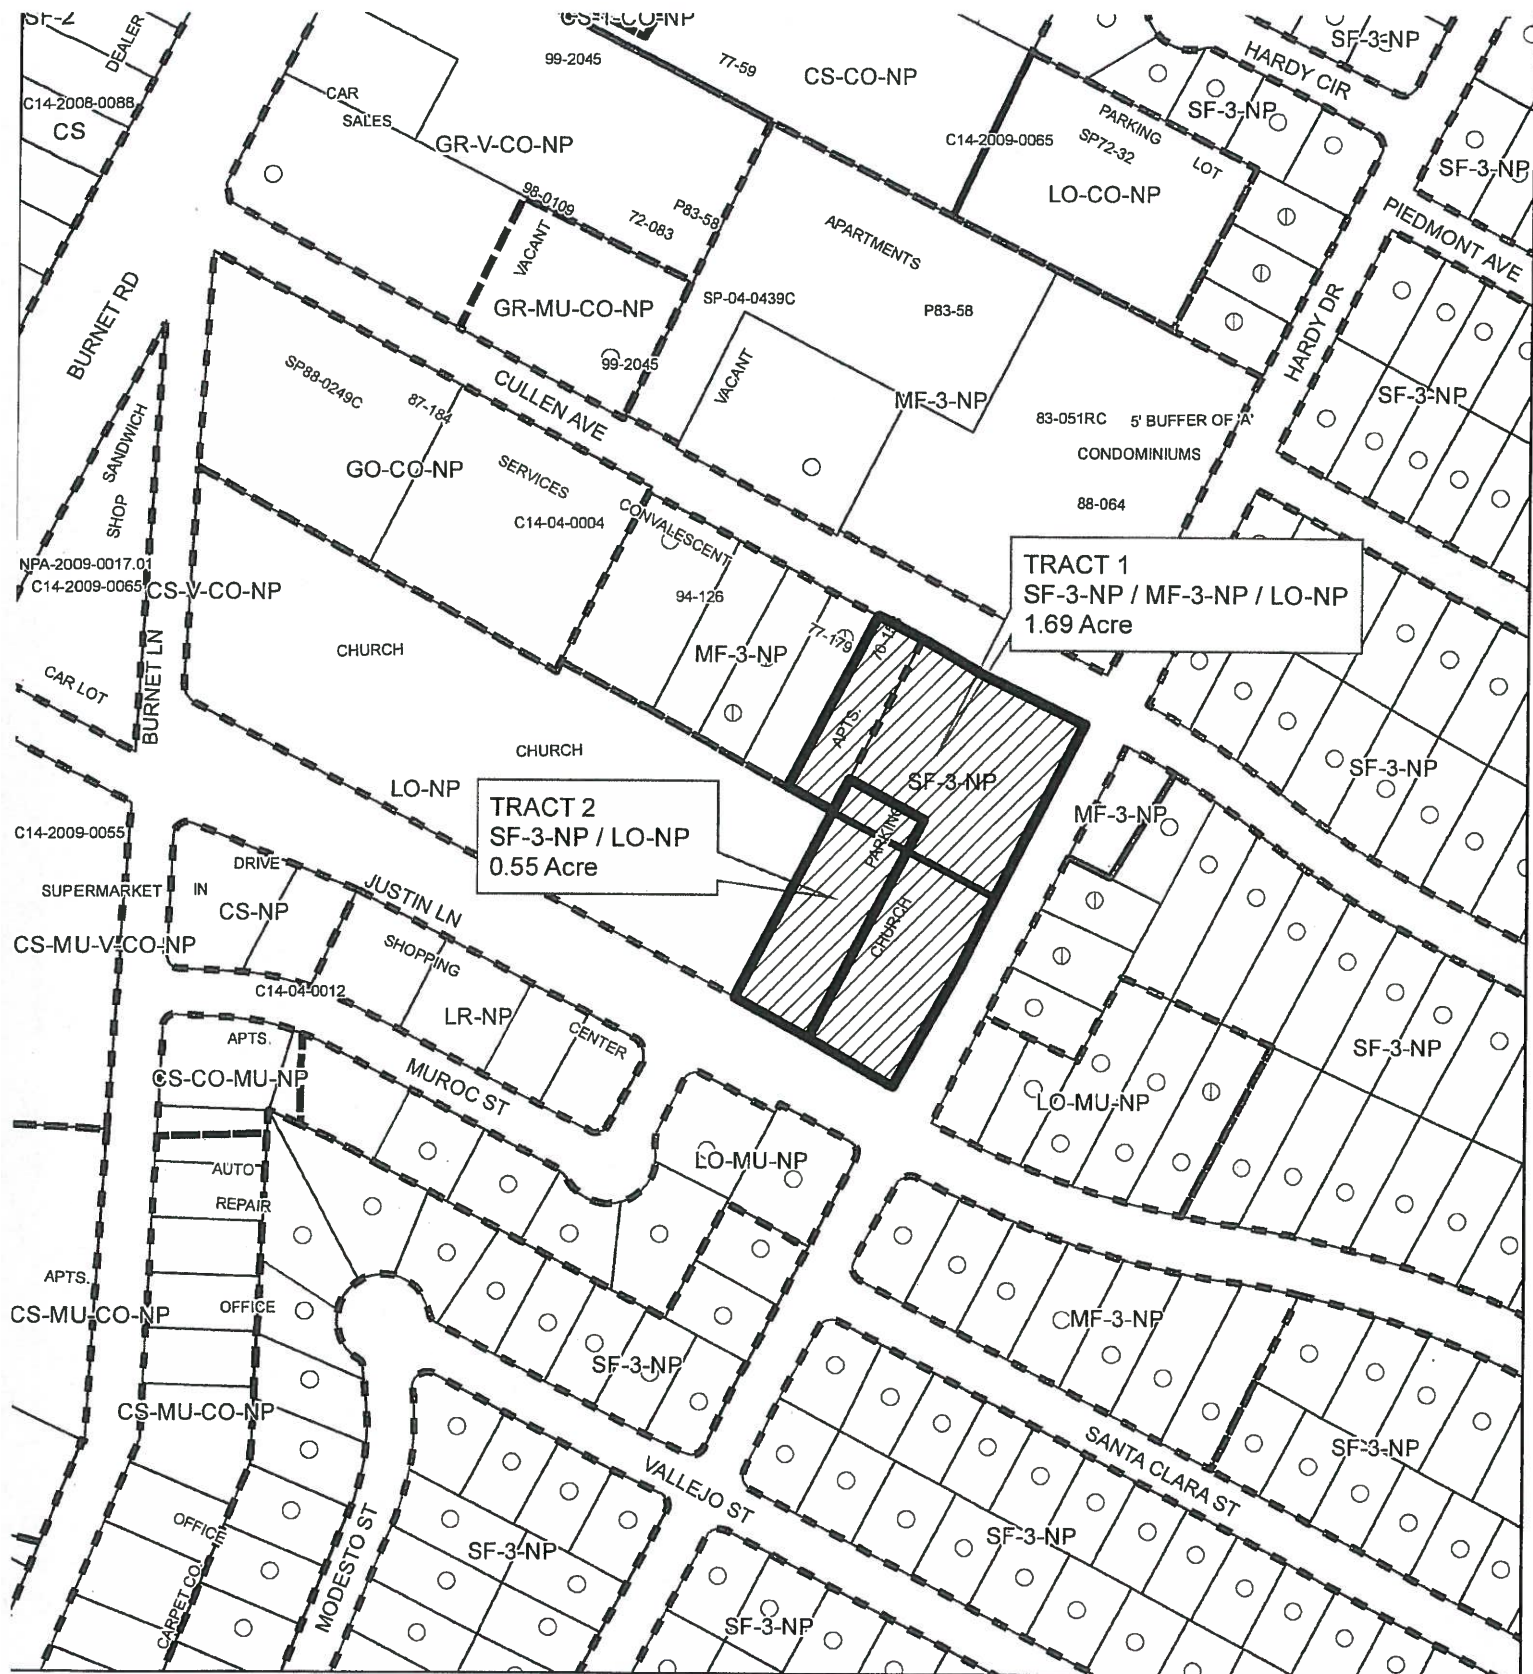 SF-2
DEALER
CS-1-CO-NP
99-2045
77-59
CS-CO-NP
SF-3-NP
HARDY CIR
C14-2008-0088
CS
CAR
SALES
GR-V-CO-NP
C14-2009-0065
PARKING
LOT
SP72-32
SF-3-NP
LO-CO-NP
SF-3-NP
PIEDMONT AVE
98-0109
72-083
P83-58
VACANT
APARTMENTS
GR-MU-CO-NP
SP-04-0439C
P83-58
BURNET RD
HARDY DR
99-2045
SP88-0249C
87-184
CULLEN AVE
VACANT
MF-3-NP
83-051RC
5' BUFFER OF 'A'
CONDOMINIUMS
SF-3-NP
SANDWICH
SHOP
GO-CO-NP
SERVICES
C14-04-0004
CONVALESCENT
88-064
NPA-2009-0017.01
C14-2009-0065
CS-V-CO-NP
94-126
TRACT 1
SF-3-NP / MF-3-NP / LO-NP
1.69 Acre
CHURCH
MF-3-NP
77-179
CAR LOT
BURNET LN
CHURCH
APTS.
SF-3-NP
SF-3-NP
LO-NP
TRACT 2
SF-3-NP / LO-NP
0.55 Acre
MF-3-NP
PARKING
C14-2009-0055
DRIVE
IN
SUPERMARKET
CS-NP
JUSTIN LN
CHURCH
CS-MU-V-CO-NP
SHOPPING
CENTER
C14-04-0012
LR-NP
APTS.
CS-CO-MU-NP
MUROC ST
SF-3-NP
LO-MU-NP
AUTO
REPAIR
LO-MU-NP
APTS.
CS-MU-CO-NP
OFFICE
MF-3-NP
SF-3-NP
CS-MU-CO-NP
SANTA CLARA ST
SF-3-NP
VALLEJO ST
OFFICE
CARPET CO.
MODESTO ST
SF-3-NP
SF-3-NP
SF-3-NP